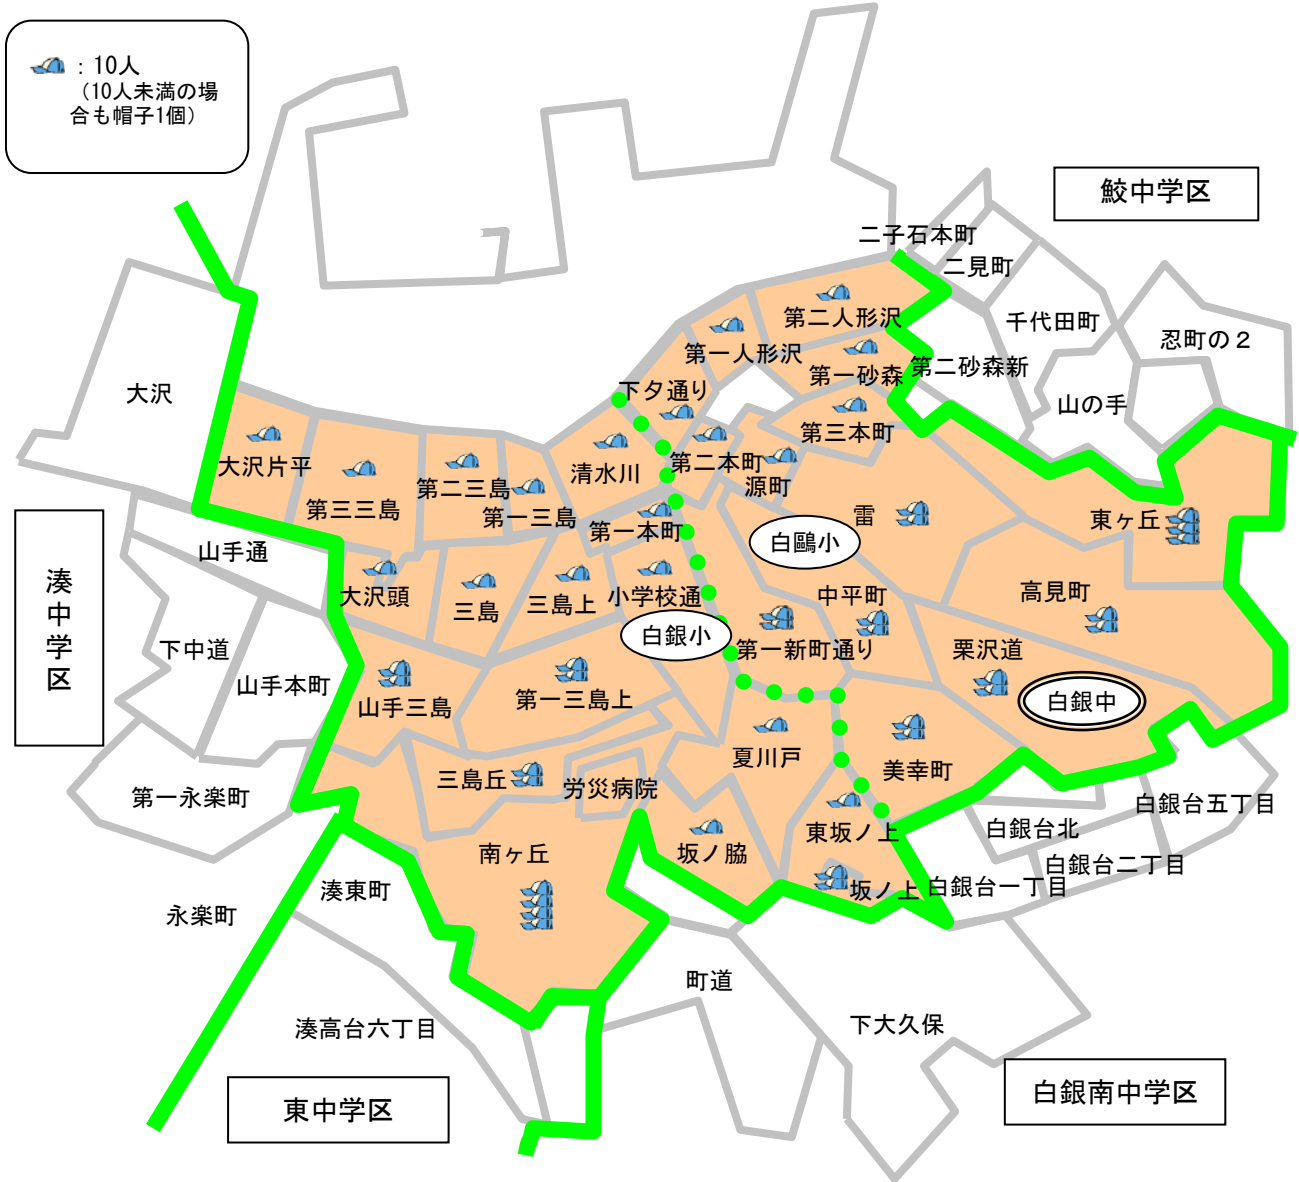 ：10人
（10人未満の場
合も帽子1個）
鮫中学区
二子石本町
二見町
千代田町
忍町の２
第二人形沢
第一人形沢
第一砂森
第二砂森新
山の手
大沢
下夕通り
第三本町
大沢片平
第三三島
第二三島
第一三島
清水川
第二本町
源町
雷
東ヶ丘
第一本町
白鷗小
山手通
大沢頭
三島
三島上
小学校通
中平町
高見町
湊中学区
白銀小
第一新町通り
栗沢道
下中道
山手本町
山手三島
第一三島上
白銀中
夏川戸
美幸町
三島丘
労災病院
第一永楽町
白銀台五丁目
東坂ノ上
白銀台北
南ヶ丘
坂ノ脇
白銀台二丁目
坂ノ上
白銀台一丁目
湊東町
永楽町
町道
湊高台六丁目
下大久保
東中学区
白銀南中学区